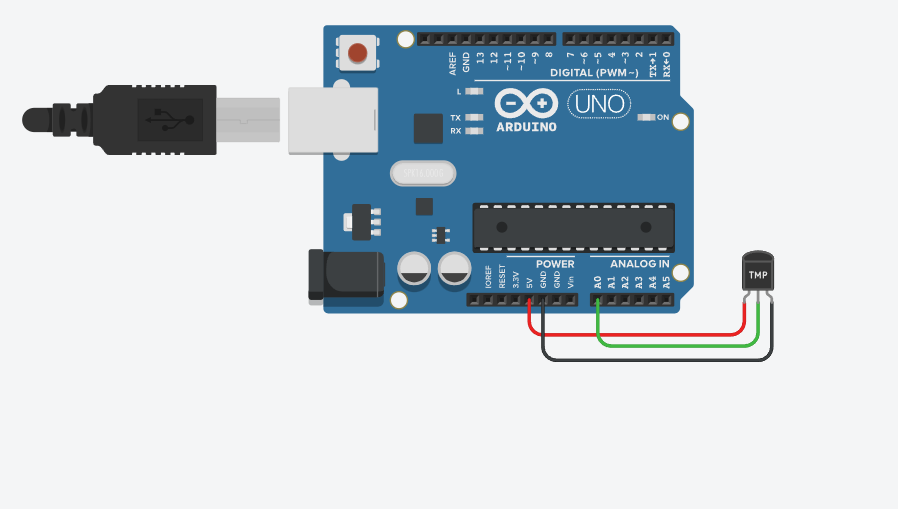 AREF
GND
13
12
~11
~10
~9
8
7
~6
~5
4
~3
2
TX→1
RX←0
DIGITAL (PWM~)
L
TX
RX
ARDUINO
UNO
ON
TMP
POWER
ANALOG IN
IOREF
RESET
3.3V
5V
GND
GND
Vin
A0
A1
A2
A3
A4
A5